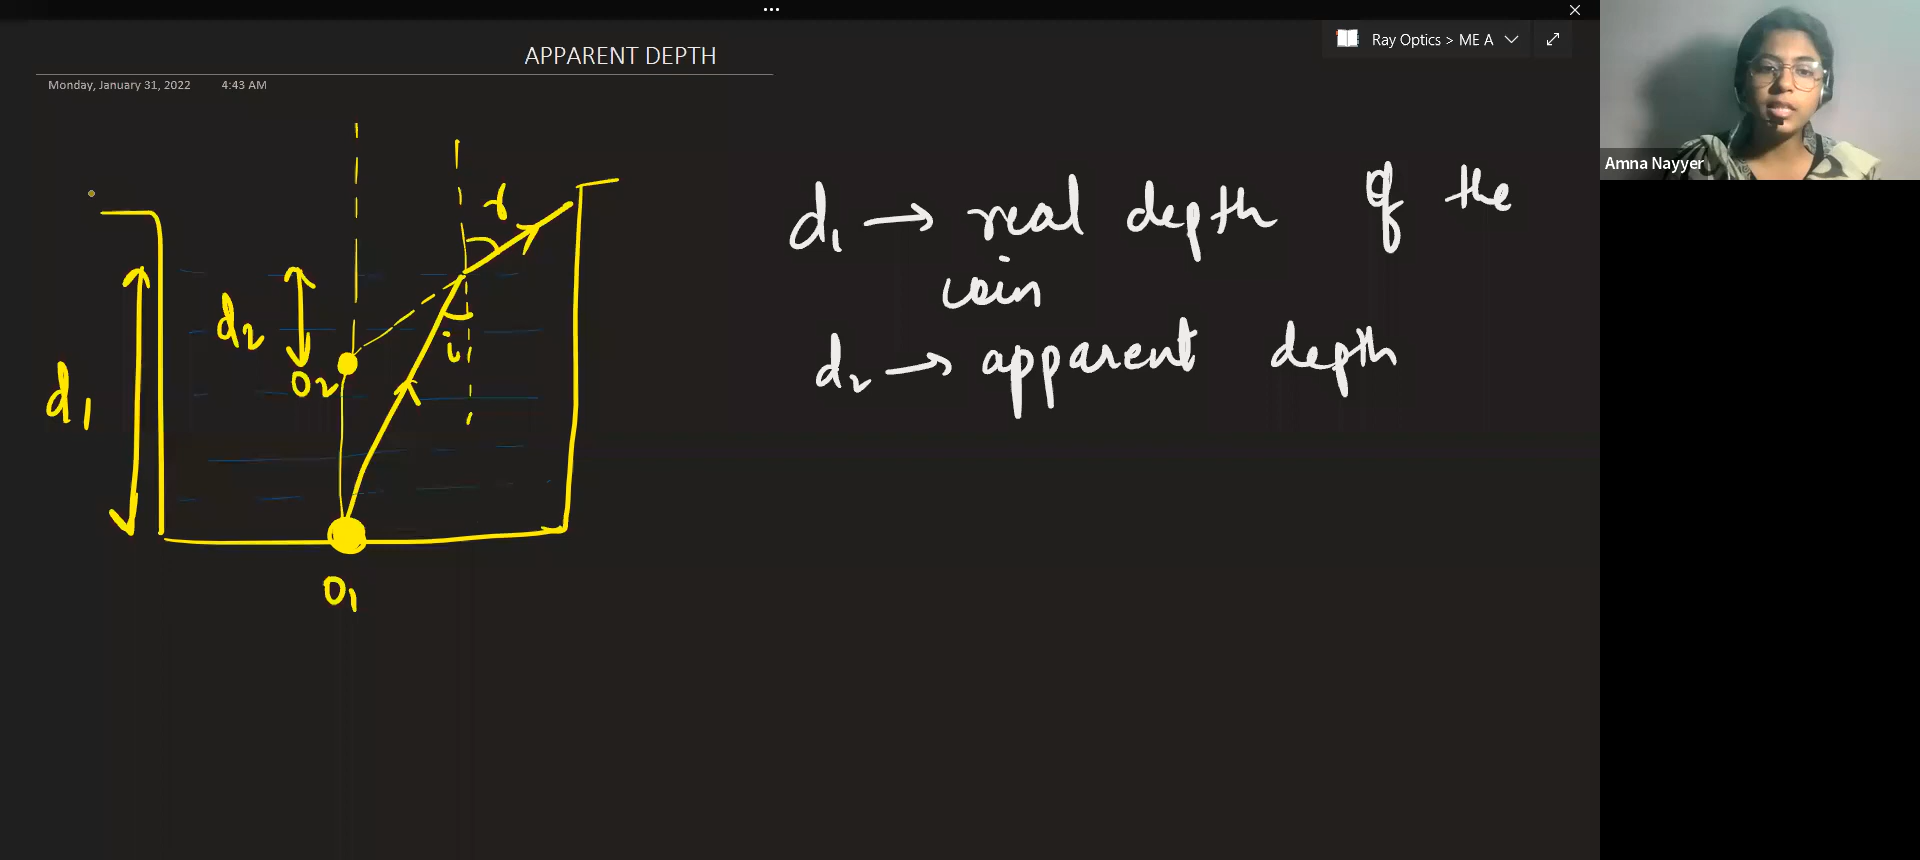 APPARENT DEPTH
Ray Optics > ME A
Monday, January 31, 2022 4:43 AM
Amna Nayyer
d₁ → real depth of the
coin
d₂ → apparent depth
r
d₂
i
O₂
d₁
O₁